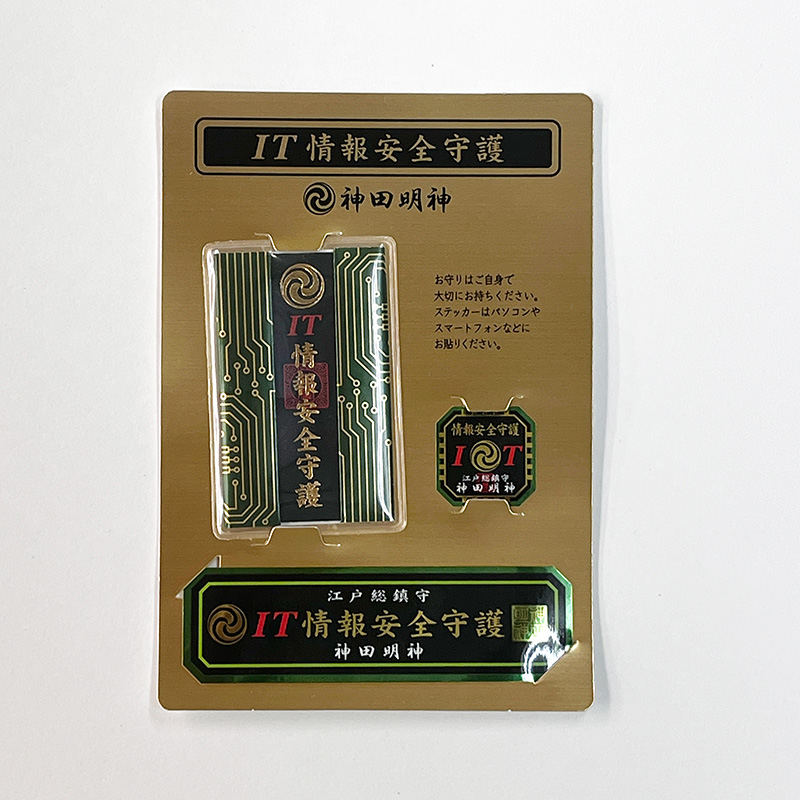 IT情報安全守護
神田明神
お守りはご自身で
大切にお持ちください。
ステッカーはパソコンや
スマートフォンなどに
お貼りください。
IT
情報安全守護
情報安全守護
IT
江戸総鎮守
神田明神
江戸総鎮守
IT情報安全守護
神田明神